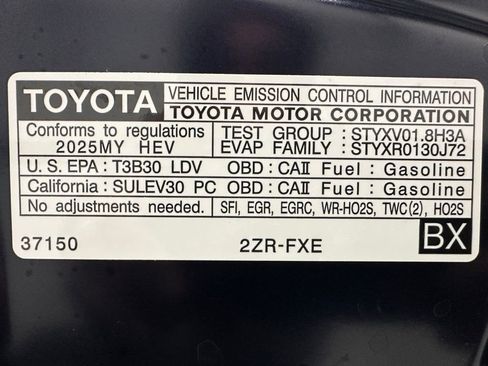 TOYOTA VEHICLE EMISSION CONTROL INFORMATION
TOYOTA MOTOR CORPORATION
Conforms to regulations TEST GROUP : STYXV01.8H3A
2025MY HEV EVAP FAMILY : STYXR0130J72
U.S. EPA : T3B30 LDV OBD : CAⅡ Fuel : Gasoline
California : SULEV30 PC OBD : CAⅡ Fuel : Gasoline
No adjustments needed. SFI, EGR, EGRC, WR-HO2S, TWC(2), HO2S
37150 2ZR-FXE BX